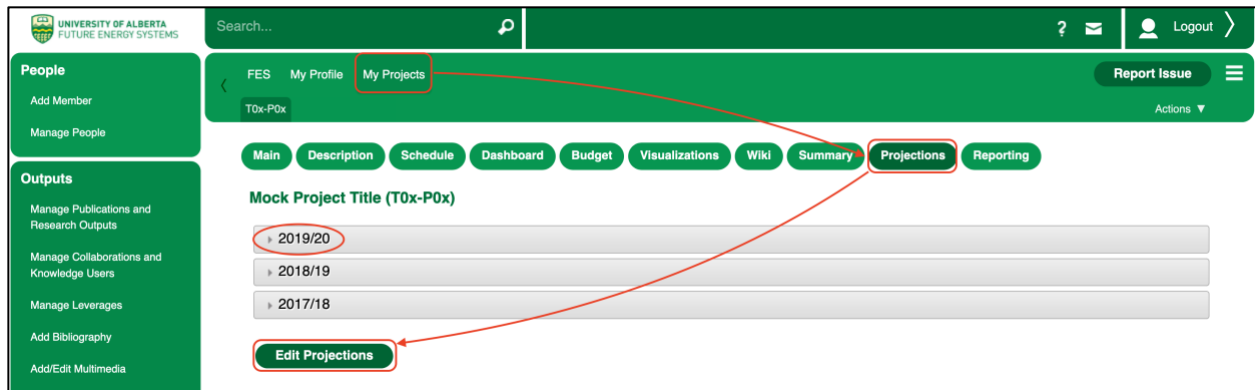 UNIVERSITY OF ALBERTA
FUTURE ENERGY SYSTEMS
Search...
?
Logout
People
Add Member
Manage People
Outputs
Manage Publications and
Research Outputs
Manage Collaborations and
Knowledge Users
Manage Leverages
Add Bibliography
Add/Edit Multimedia
FES My Profile My Projects
Report Issue
T0x-P0x
Actions ▼
Main Description Schedule Dashboard Budget Visualizations Wiki Summary Projections Reporting
Mock Project Title (T0x-P0x)
2019/20
2018/19
2017/18
Edit Projections